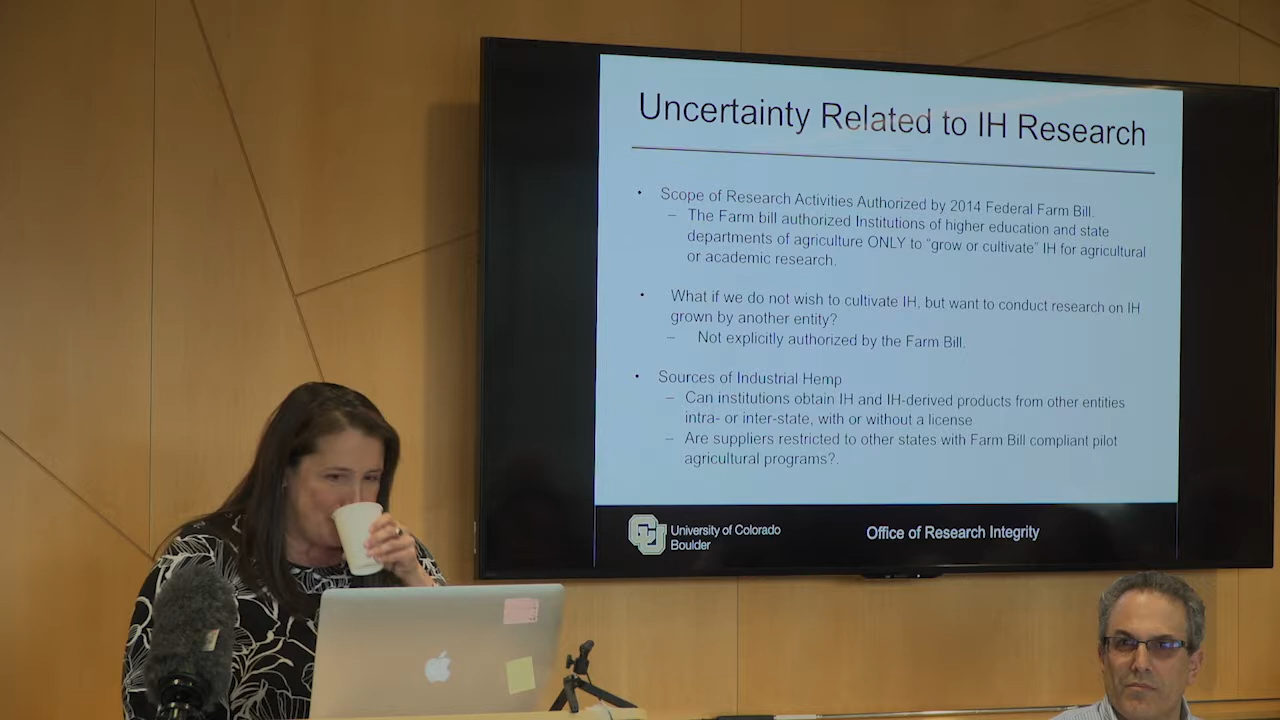 Uncertainty Related to IH Research
• Scope of Research Activities Authorized by 2014 Federal Farm Bill.
– The Farm bill authorized Institutions of higher education and state
departments of agriculture ONLY to “grow or cultivate” IH for agricultural
or academic research.
• What if we do not wish to cultivate IH, but want to conduct research on IH
grown by another entity?
– Not explicitly authorized by the Farm Bill.
• Sources of Industrial Hemp
– Can institutions obtain IH and IH-derived products from other entities
intra- or inter-state, with or without a license
– Are suppliers restricted to other states with Farm Bill compliant pilot
agricultural programs?.
CU University of Colorado
Boulder
Office of Research Integrity